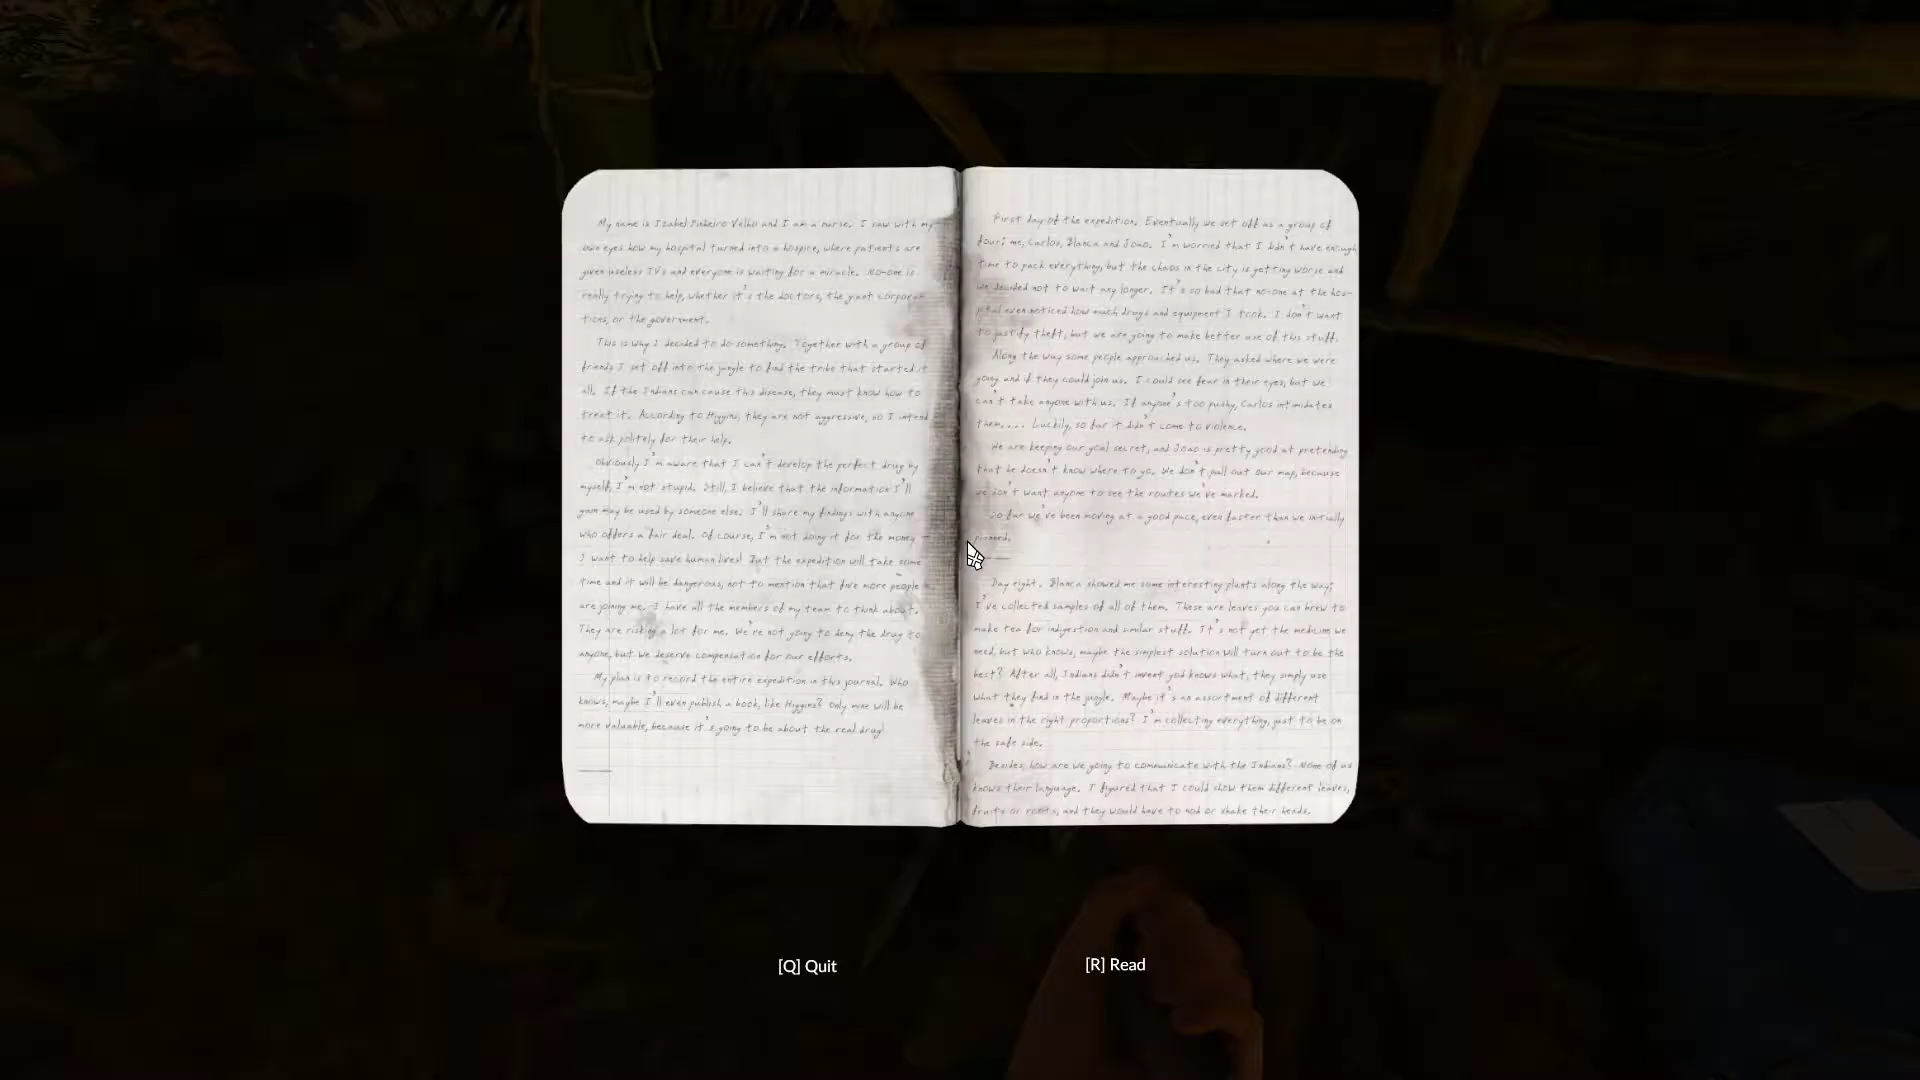 My name is Izabel Pinheiro Velho and I am a nurse. I saw with my
own eyes how my hospital turned into a hospice, where patients are
given useless IVs and everyone is waiting for a miracle. No-one is
really trying to help, whether it's the doctors, the giant corpora-
tions, or the government.
This is why I decided to do something. Together with a group of
friends I set off into the jungle to find the tribe that started it
all. If the Indians can cause this disease, they must know how to
treat it. According to Higgins, they are not aggressive, so I intend
to ask politely for their help.
Obviously I'm aware that I can't develop the perfect drug by
myself, I'm not stupid. Still, I believe that the information I'll
gain may be used by someone else. I'll share my findings with anyone
who offers a fair deal. Of course, I'm not doing it for the money -
I want to help save human lives! But the expedition will take some
time and it will be dangerous, not to mention that five more people
are joining me. I have all the members of my team to think about.
They are risking a lot for me. We're not going to deny the drug to
anyone, but we deserve compensation for our efforts.
My plan is to record the entire expedition in this journal. Who
knows, maybe I'll even publish a book, like Higgins? Only mine will be
more valuable, because it's going to be about the real drug!
First day of the expedition. Eventually we set off as a group of
four: me, Carlos, Blanca and Joao. I'm worried that I didn't have enough
time to pack everything, but the chaos in the city is getting worse and
we decided not to wait any longer. It's so bad that no-one at the hos-
pital even noticed how much drugs and equipment I took. I don't want
to justify theft, but we are going to make better use of this stuff.
Along the way some people approached us. They asked where we were
going and if they could join us. I could see fear in their eyes, but we
can't take anyone with us. If anyone's too pushy, Carlos intimidates
them.... Luckily, so far it didn't come to violence.
We are keeping our goal secret, and Joao is pretty good at pretending
that he doesn't know where to go. We don't pull out our map, because
we don't want anyone to see the routes we've marked.
So far we've been moving at a good pace, even faster than we initially
planned.
Day eight. Blanca showed me some interesting plants along the way;
I've collected samples of all of them. These are leaves you can brew to
make tea for indigestion and similar stuff. It's not yet the medicine we
need, but who knows, maybe the simplest solution will turn out to be the
best? After all, Indians didn't invent god knows what, they simply use
what they find in the jungle. Maybe it's an assortment of different
leaves in the right proportions? I'm collecting everything, just to be on
the safe side.
Besides, how are we going to communicate with the Indians? None of us
knows their language. I figured that I could show them different leaves,
fruits or roots, and they would have to nod or shake their heads.
[Q] Quit
[R] Read